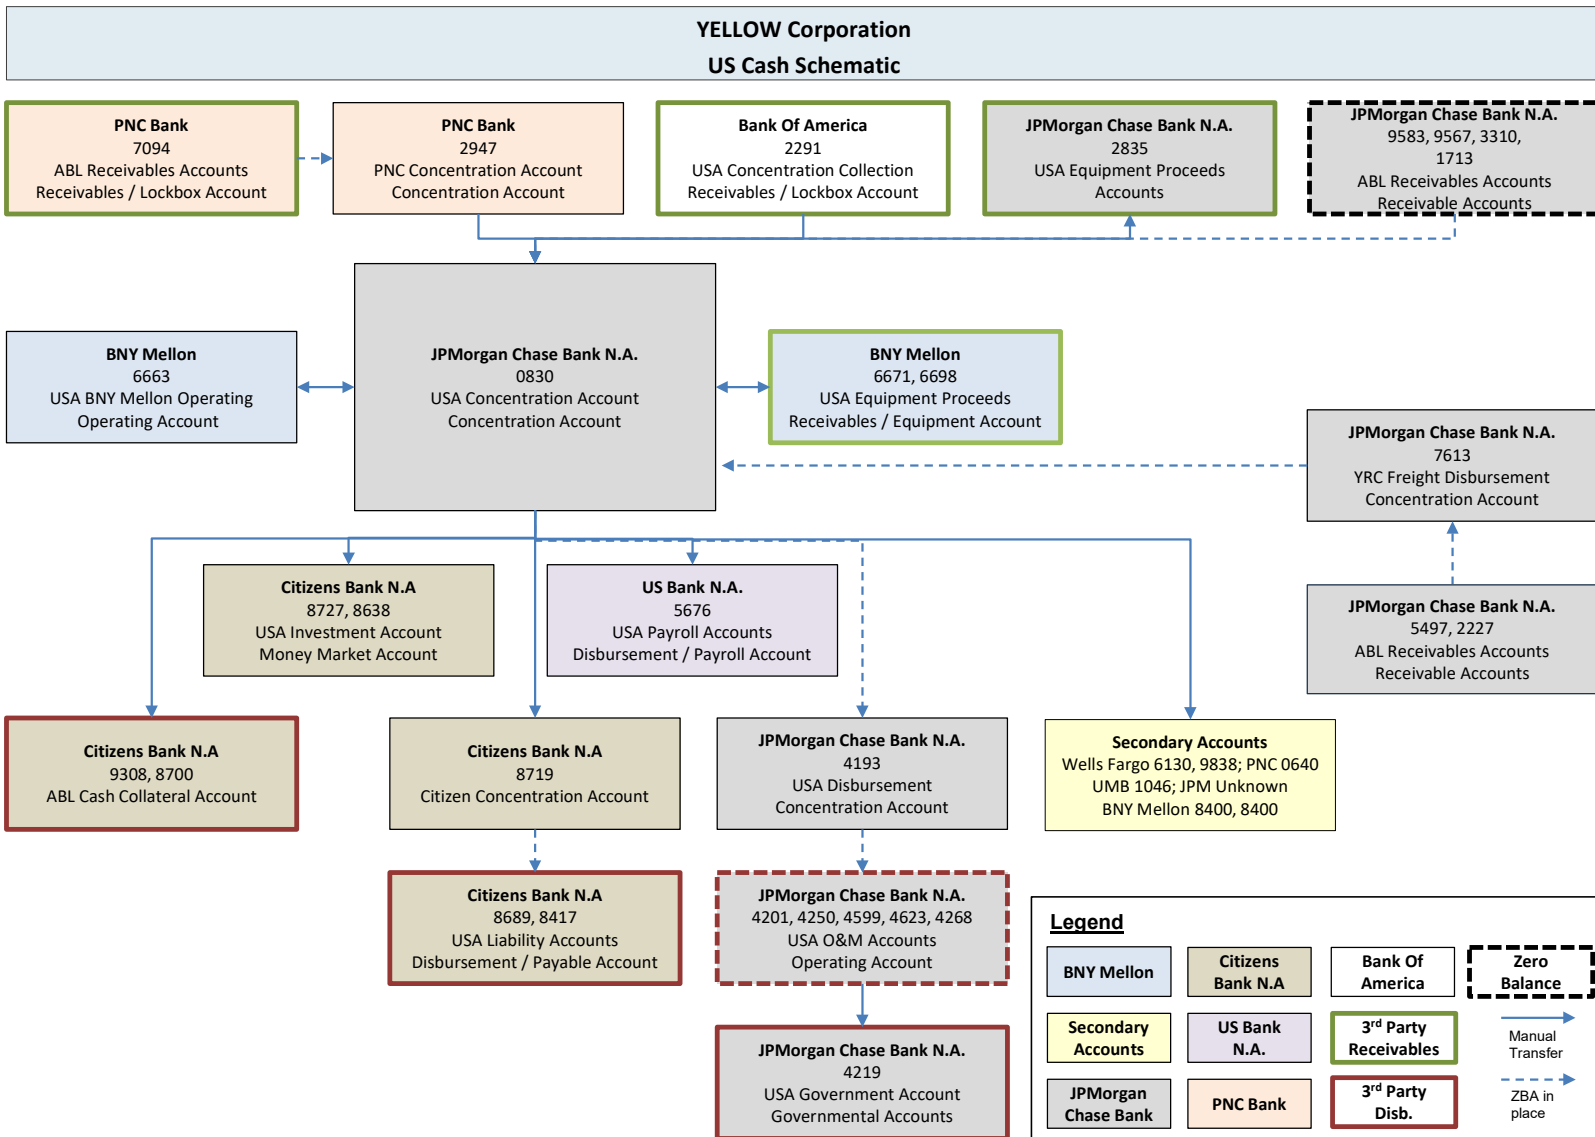 YELLOW Corporation
US Cash Schematic
PNC Bank
7094
ABL Receivables Accounts
Receivables / Lockbox Account
PNC Bank
2947
PNC Concentration Account
Concentration Account
Bank Of America
2291
USA Concentration Collection
Receivables / Lockbox Account
JPMorgan Chase Bank N.A.
2835
USA Equipment Proceeds
Accounts
JPMorgan Chase Bank N.A.
9583, 9567, 3310,
1713
ABL Receivables Accounts
Receivable Accounts
BNY Mellon
6663
USA BNY Mellon Operating
Operating Account
JPMorgan Chase Bank N.A.
0830
USA Concentration Account
Concentration Account
BNY Mellon
6671, 6698
USA Equipment Proceeds
Receivables / Equipment Account
JPMorgan Chase Bank N.A.
7613
YRC Freight Disbursement
Concentration Account
Citizens Bank N.A
8727, 8638
USA Investment Account
Money Market Account
US Bank N.A.
5676
USA Payroll Accounts
Disbursement / Payroll Account
JPMorgan Chase Bank N.A.
5497, 2227
ABL Receivables Accounts
Receivable Accounts
Citizens Bank N.A
9308, 8700
ABL Cash Collateral Account
Citizens Bank N.A
8719
Citizen Concentration Account
JPMorgan Chase Bank N.A.
4193
USA Disbursement
Concentration Account
Secondary Accounts
Wells Fargo 6130, 9838; PNC 0640
UMB 1046; JPM Unknown
BNY Mellon 8400, 8400
Citizens Bank N.A
8689, 8417
USA Liability Accounts
Disbursement / Payable Account
JPMorgan Chase Bank N.A.
4201, 4250, 4599, 4623, 4268
USA O&M Accounts
Operating Account
JPMorgan Chase Bank N.A.
4219
USA Government Account
Governmental Accounts
Legend
BNY Mellon
Citizens
Bank N.A
Bank Of
America
Zero
Balance
Secondary
Accounts
US Bank
N.A.
3rd Party
Receivables
Manual
Transfer
JPMorgan
Chase Bank
PNC Bank
3rd Party
Disb.
ZBA in
place